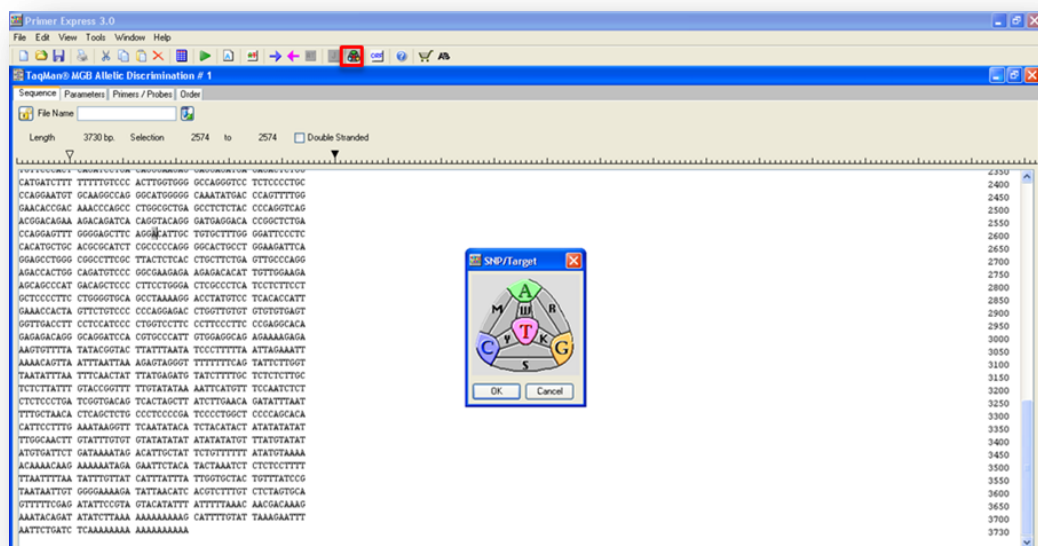 Primer Express 3.0
File Edit View Tools Window Help
TaqMan® MGB Allelic Discrimination # 1
Sequence Parameters Primers / Probes Order
File Name
Length 3730 bp. Selection 2574 to 2574 Double Stranded
2350
CATGATCTTT TTTTTGTCCC ACTTGGTGGG GCCAGGGTCC TCTCCCCTGC 2400
CCAGGAATGT GCAAGGCCAG GGCATGGGGG CAAATATGAC CCAGTTTTGG 2450
GAACACCGAC AAACCCAGCC CTGGCGCTGA GCCTCTCTAC CCCAGGTCAG 2500
ACGGACAGAA AGACAGATCA CAGGTACAGG GATGAGGACA CCGGCTCTGA 2550
CCAGGAGTTT GGGGAGCTTC AGGACATTGC TGTGCTTTGG GGATTCCCTC 2600
CACATGCTGC ACGCGCATCT CGCCCCCAGG GGCACTGCCT GGAAGATTCA 2650
GGAGCCTGGG CGGCCTTCGC TTACTCTCAC CTGCTTCTGA GTTGCCCAGG 2700
AGACCACTGG CAGATGTCCC GGCGAAGAGA AGAGACACAT TGTTGGAAGA 2750
AGCAGCCCAT GACAGCTCCC CTTCCTGGGA CTCGCCCTCA TCCTCTTCCT 2800
GCTCCCCTTC CTGGGGTGCA GCCTAAAAGG ACCTATGTCC TCACACCATT 2850
GAAACCACTA GTTCTGTCCC CCCAGGAGAC CTGGTTGTGT GTGTGTGAGT 2900
GGTTGACCTT CCTCCATCCC CTGGTCCTTC CCTTCCCTTC CCGAGGCACA 2950
GAGAGACAGG GCAGGATCCA CGTGCCCATT GTGGAGGCAG AGAAAAGAGA 3000
AAGTGTTTTA TATACGGTAC TTATTTAATA TCCCTTTTTA ATTAGAAATT 3050
AAAACAGTTA ATTTAATTAA AGAGTAGGGT TTTTTTTCAG TATTCTTGGT 3100
TAATATTTAA TTTCAACTAT TTATGAGATG TATCTTTTGC TCTCTCTTGC 3150
TCTCTTATTT GTACCGGTTT TTGTATATAA AATTCATGTT TCCAATCTCT 3200
CTCTCCCTGA TCGGTGACAG TCACTAGCTT ATCTTGAACA GATATTTAAT 3250
TTTGCTAACA CTCAGCTCTG CCCTCCCCGA TCCCCTGGCT CCCCAGCACA 3300
CATTCCTTTG AAATAAGGTT TCAATATACA TCTACATACT ATATATATAT 3350
TTGGCAACTT GTATTTGTGT GTATATATAT ATATATATGT TTATGTATAT 3400
ATGTGATTCT GATAAAATAG ACATTGCTAT TCTGTTTTTT ATATGTAAAA 3450
ACAAAACAAG AAAAAATAGA GAATTCTACA TACTAAATCT CTCTCCTTTT 3500
TTAATTTTAA TATTTGTTAT CATTTATTTA TTGGTGCTAC TGTTTATCCG 3550
TAATAATTGT GGGGAAAAGA TATTAACATC ACGTCTTTGT CTCTAGTGCA 3600
GTTTTTCGAG ATATTCCGTA GTACATATTT ATTTTTAAAC AACGACAAAG 3650
AAATACAGAT ATATCTTAAA AAAAAAAAAG CATTTTGTAT TAAAGAATTT 3700
AATTCTGATC TCAAAAAAAA AAAAAAAAAA 3730
SNP/Target
A
M W R
T
Y K
C G
S
OK Cancel